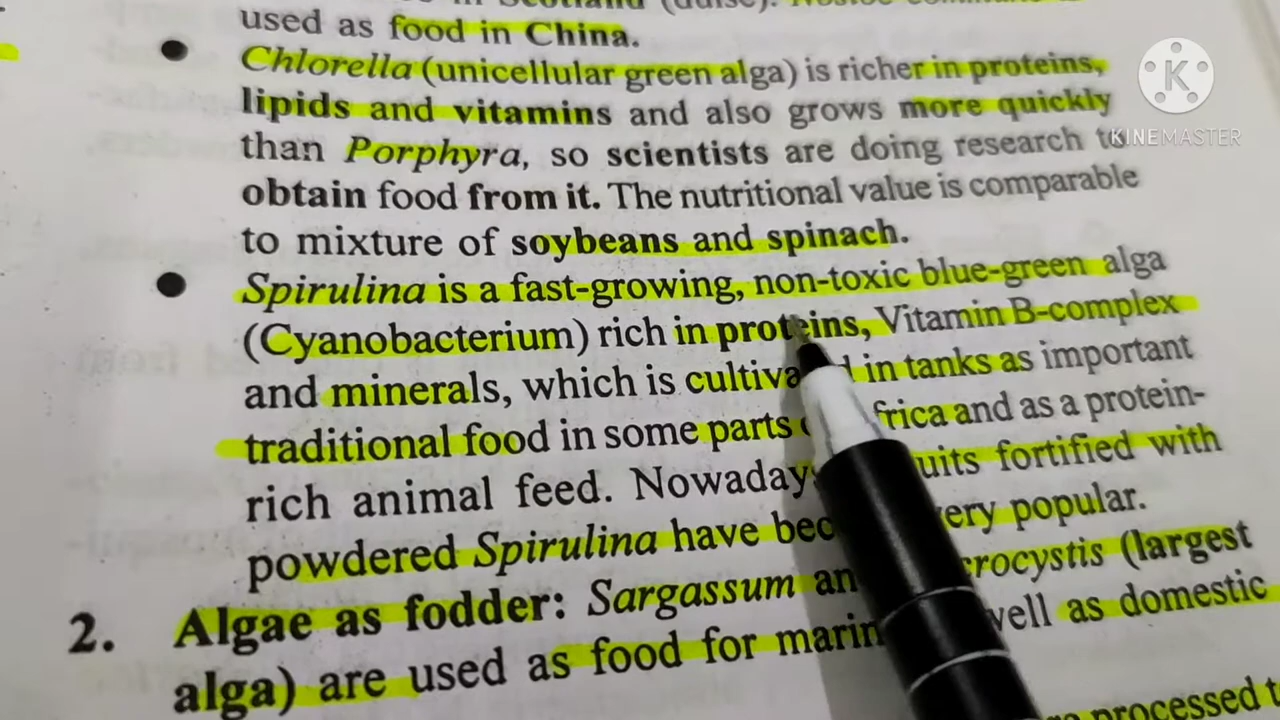 (dulse).
used as food in China.
• Chlorella (unicellular green alga) is richer in proteins,
lipids and vitamins and also grows more quickly
than Porphyra, so scientists are doing research to
obtain food from it. The nutritional value is comparable
to mixture of soybeans and spinach.
• Spirulina is a fast-growing, non-toxic blue-green alga
(Cyanobacterium) rich in proteins, Vitamin B-complex
and minerals, which is cultiva in tanks as important
traditional food in some parts frica and as a protein-
rich animal feed. Nowaday uits fortified with
powdered Spirulina have bec ery popular.
2. Algae as fodder: Sargassum an crocystis (largest
alga) are used as food for marin well as domestic
processed t
K
KINEMASTER